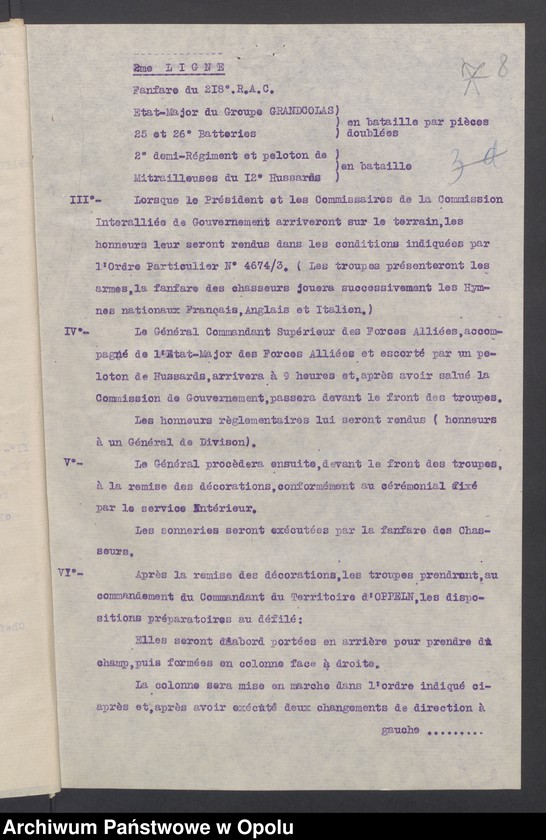 8
2me LIGNE
Fanfare du 218°.R.A.C.
Etat-Major du Groupe GRANDCOLAS)
25 et 26° Batteries ) en bataille par pièces doublées
2° demi-Régiment et peloton de )
Mitrailleuses du I2° Hussards ) en bataille
III°- Lorsque le Président et les Commissaires de la Commission
Interalliée de Gouvernement arriveront sur le terrain,les
honneurs leur seront rendus dans les conditions indiquées par
l'Ordre Particulier N° 4674/3. ( Les troupes présenteront les
armes,la fanfare des chasseurs jouera successivement les Hym-
nes nationaux Français,Anglais et Italien.)
IV°- Le Général Commandant Supérieur des Forces Alliées,accom-
pagné de l'Etat-Major des Forces Alliées et escorté par un pe-
loton de Hussards,arrivera à 9 heures et,après avoir salué la
Commission de Gouvernement,passera devant le front des troupes.
Les honneurs règlementaires lui seront rendus ( honneurs
à un Général de Divison).
V°- Le Général procèdera ensuite,devant le front des troupes,
à la remise des décorations,conformément au cérémonial fixé
par le service Intérieur.
Les sonneries seront exécutées par la fanfare des Chas-
seurs.
VI°- Après la remise des décorations,les troupes prendront,au
commandement du Commandant du Territoire d'OPPELN,les dispo-
sitions préparatoires au défilé:
Elles seront d'abord portées en arrière pour prendre du
champ,puis formées en colonne face à droite.
La colonne sera mise en marche dans l'ordre indiqué ci-
après et,après avoir exécuté deux changements de direction à
gauche .........
Archiwum Państwowe w Opolu